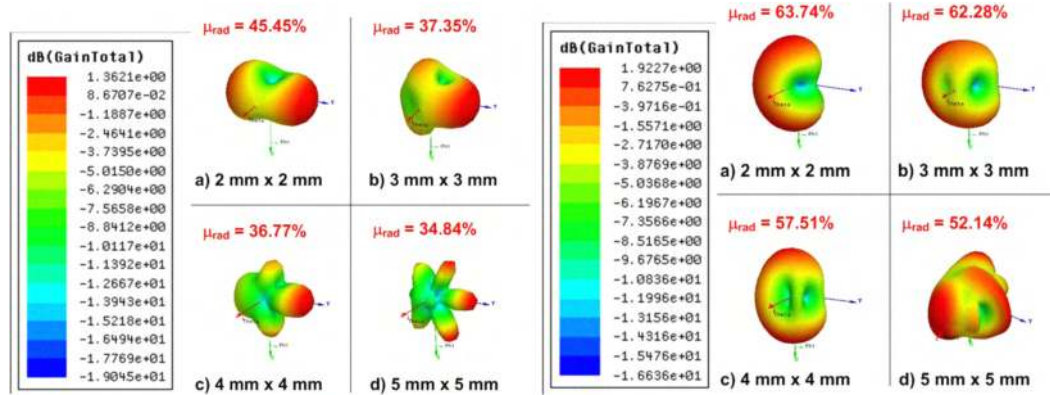 dB(GainTotal)
1.3621e+00
8.6707e-02
-1.1887e+00
-2.4641e+00
-3.7395e+00
-5.0150e+00
-6.2904e+00
-7.5658e+00
-8.8412e+00
-1.0117e+01
-1.1392e+01
-1.2667e+01
-1.3943e+01
-1.5218e+01
-1.6494e+01
-1.7769e+01
-1.9045e+01
μrad = 45.45%
a) 2 mm x 2 mm
μrad = 37.35%
b) 3 mm x 3 mm
μrad = 36.77%
c) 4 mm x 4 mm
μrad = 34.84%
d) 5 mm x 5 mm
dB(GainTotal)
1.9227e+00
7.6275e-01
-3.9716e-01
-1.5571e+00
-2.7170e+00
-3.8769e+00
-5.0368e+00
-6.1967e+00
-7.3566e+00
-8.5165e+00
-9.6765e+00
-1.0836e+01
-1.1996e+01
-1.3156e+01
-1.4316e+01
-1.5476e+01
-1.6636e+01
μrad = 63.74%
a) 2 mm x 2 mm
μrad = 62.28%
b) 3 mm x 3 mm
μrad = 57.51%
c) 4 mm x 4 mm
μrad = 52.14%
d) 5 mm x 5 mm